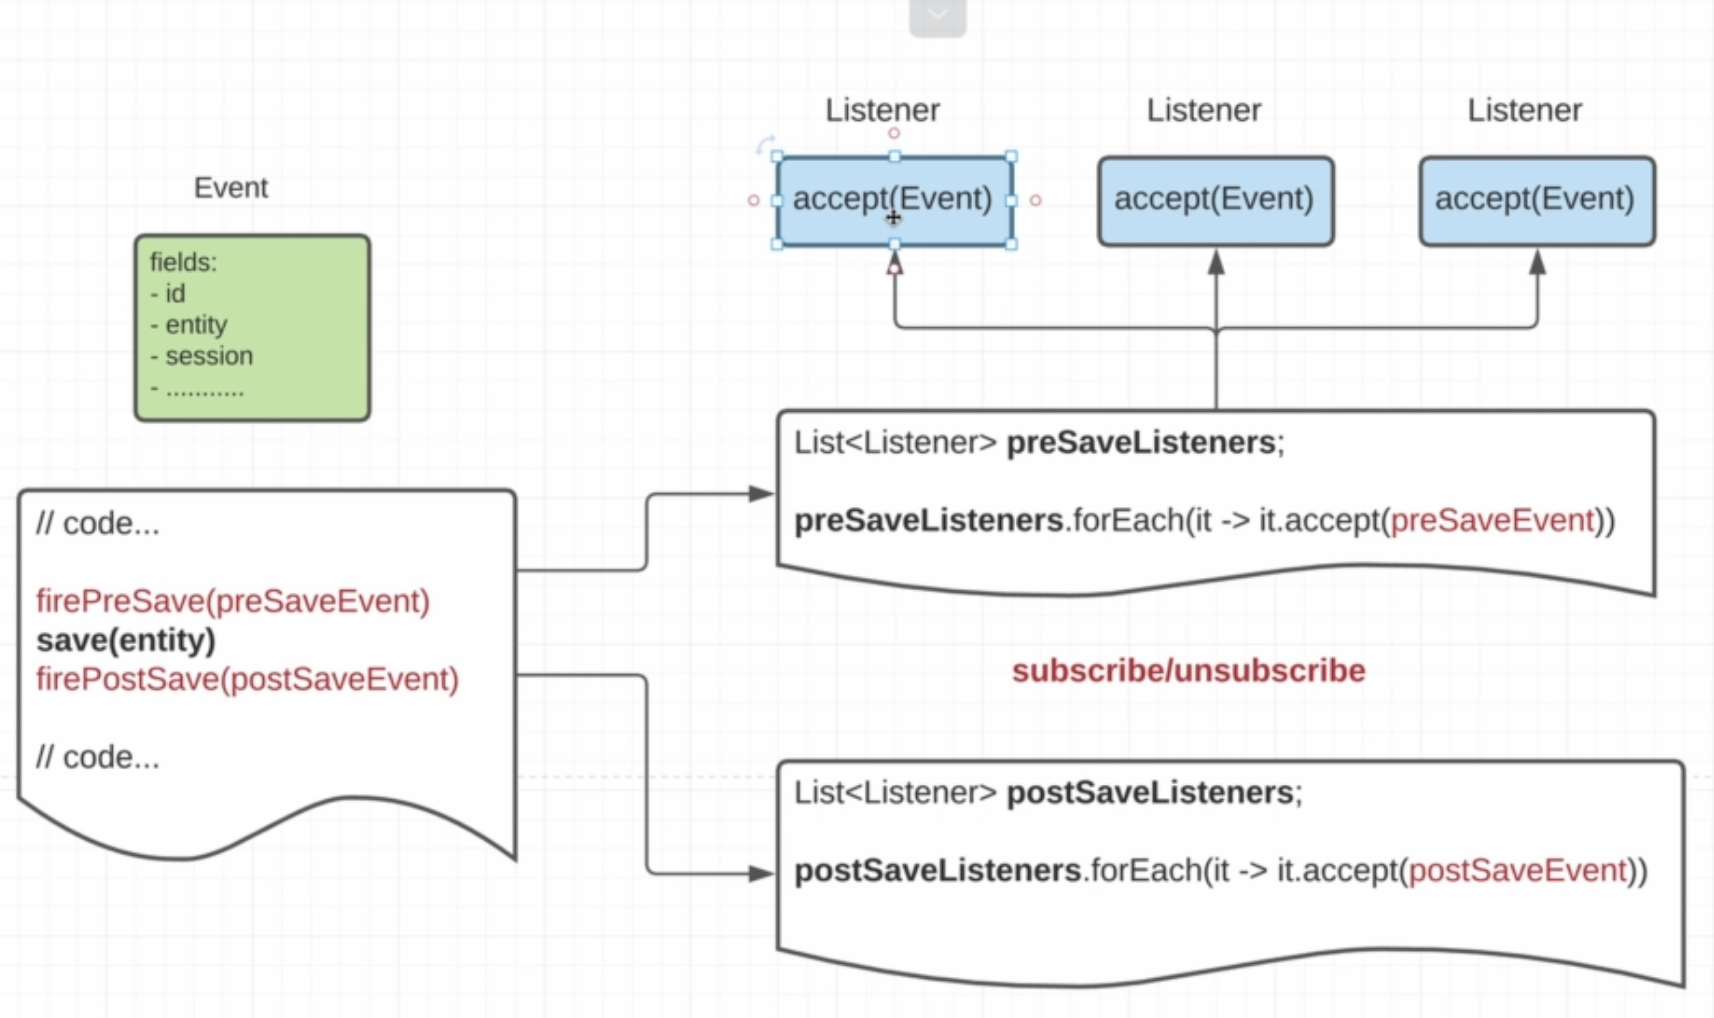 Listener
Listener
Listener
accept(Event)
accept(Event)
accept(Event)
Event
fields:
- id
- entity
- session
- ...........
// code...
firePreSave(preSaveEvent)
save(entity)
firePostSave(postSaveEvent)
// code...
List<Listener> preSaveListeners;
preSaveListeners.forEach(it -> it.accept(preSaveEvent))
subscribe/unsubscribe
List<Listener> postSaveListeners;
postSaveListeners.forEach(it -> it.accept(postSaveEvent))